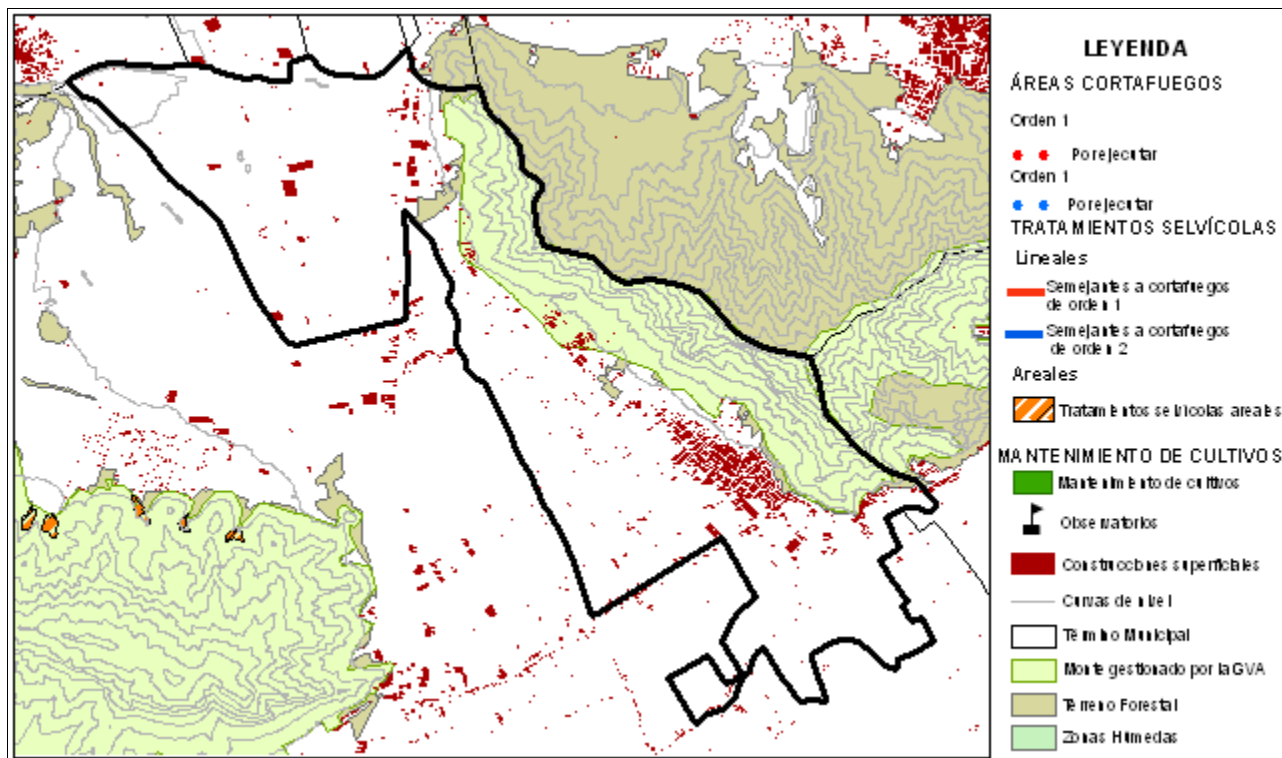 LEYENDA
ÁREAS CORTAFUEGOS
Orden 1
Por ejecutar
Orden 1
Por ejecutar
TRATAMIENTOS SELVÍCOLAS
Lineales
Semejantes a cortafuegos
de orden 1
Semejantes a cortafuegos
de orden 2
Areales
Tratamientos selvícolas areales
MANTENIMIENTO DE CULTIVOS
Mantenimiento de cultivos
Observatorios
Construcciones superficiales
Curvas de nivel
Término Municipal
Monte gestionado por la GVA
Terreno Forestal
Zonas Húmedas